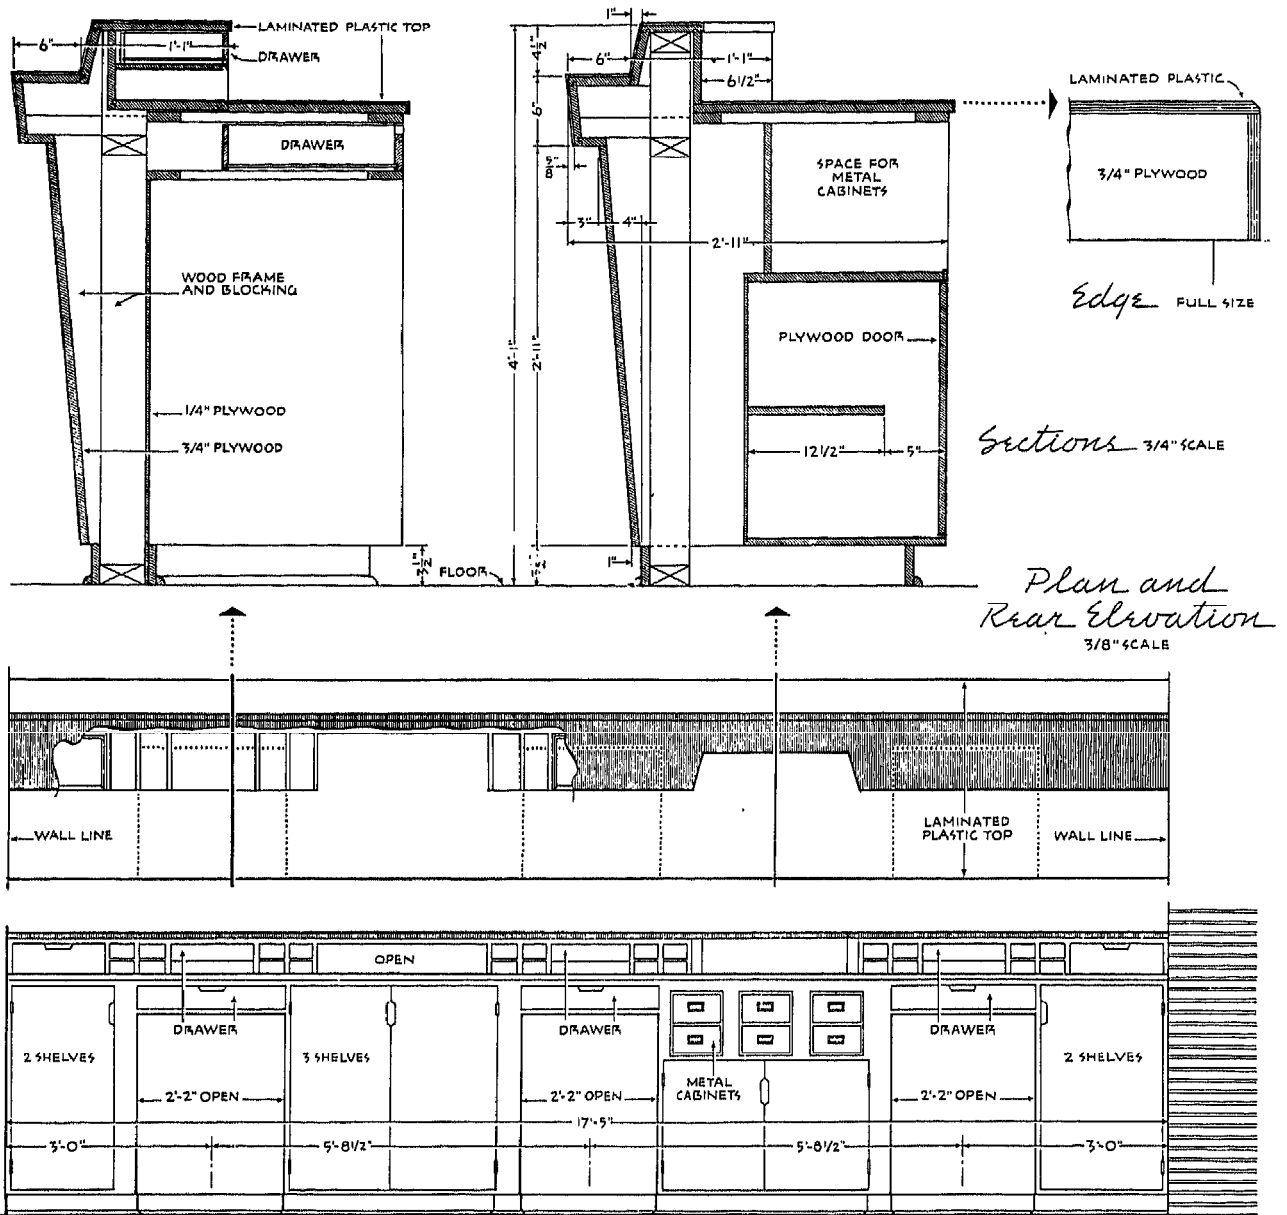 LAMINATED PLASTIC TOP
6"
1'-1"
DRAWER
DRAWER
WOOD FRAME
AND BLOCKING
1/4" PLYWOOD
3/4" PLYWOOD
3 1/2"
FLOOR
1"
4 1/2"
6"
1'-1"
6 1/2"
6"
5/8"
SPACE FOR
METAL
CABINETS
3"
4"
2'-11"
4'-1"
2'-11"
PLYWOOD DOOR
12 1/2"
5"
1"
LAMINATED PLASTIC
3/4" PLYWOOD
Edge FULL SIZE
Sections 3/4" SCALE
Plan and
Rear Elevation
3/8" SCALE
WALL LINE
LAMINATED
PLASTIC TOP
WALL LINE
OPEN
DRAWER
DRAWER
DRAWER
2 SHELVES
3 SHELVES
2 SHELVES
METAL
CABINETS
2'-2" OPEN
2'-2" OPEN
2'-2" OPEN
17'-5"
3'-0"
5'-8 1/2"
5'-8 1/2"
3'-0"